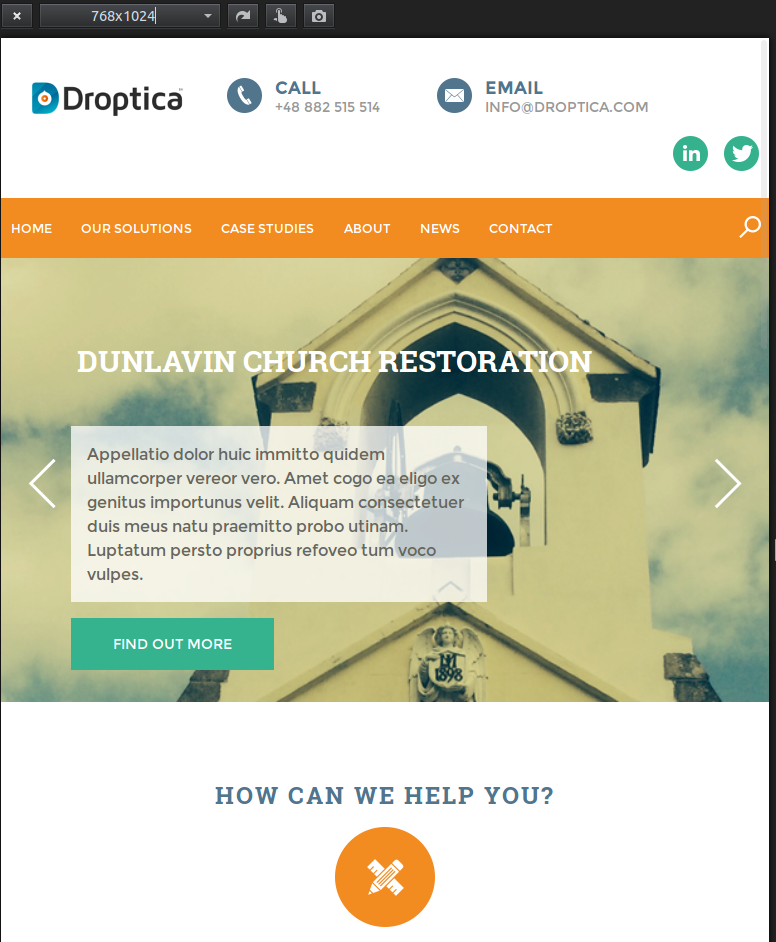 768x1024
Droptica™
CALL
+48 882 515 514
EMAIL
INFO@DROPTICA.COM
in
HOME OUR SOLUTIONS CASE STUDIES ABOUT NEWS CONTACT
DUNLAVIN CHURCH RESTORATION
Appellatio dolor huic immitto quidem
ullamcorper vereor vero. Amet cogo ea eligo ex
genitus importunus velit. Aliquam consectetuer
duis meus natu praemitto probo utinam.
Luptatum persto proprius refoveo tum voco
vulpes.
FIND OUT MORE
1898
HOW CAN WE HELP YOU?